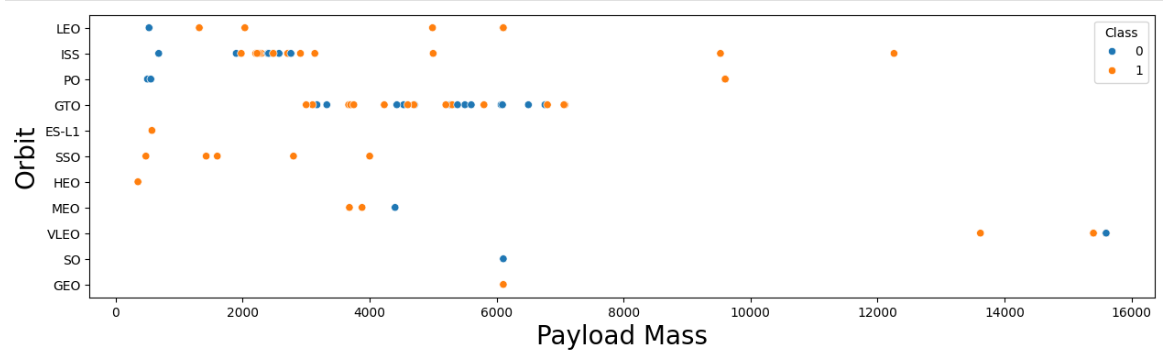 LEO
ISS
PO
GTO
ES-L1
SSO
HEO
MEO
VLEO
SO
GEO
Orbit
Class
0
1
0 2000 4000 6000 8000 10000 12000 14000 16000
Payload Mass